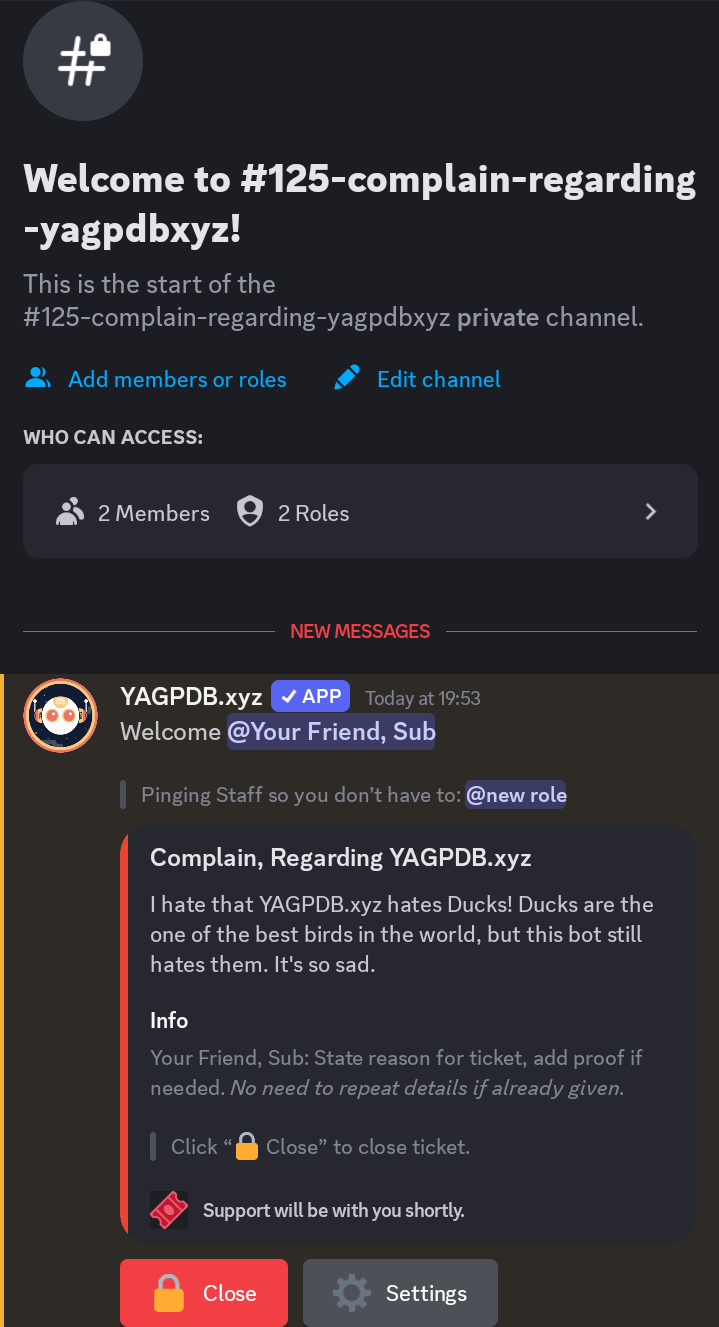 Welcome to #125-complain-regarding
-yagpdbxyz!
This is the start of the
#125-complain-regarding-yagpdbxyz private channel.
Add members or roles Edit channel
WHO CAN ACCESS:
2 Members 2 Roles
NEW MESSAGES
YAGPDB.xyz ✓ APP Today at 19:53
Welcome @Your Friend, Sub
Pinging Staff so you don't have to: @new role
Complain, Regarding YAGPDB.xyz
I hate that YAGPDB.xyz hates Ducks! Ducks are the
one of the best birds in the world, but this bot still
hates them. It's so sad.
Info
Your Friend, Sub: State reason for ticket, add proof if
needed. No need to repeat details if already given.
Click “🔒 Close” to close ticket.
Support will be with you shortly.
Close Settings